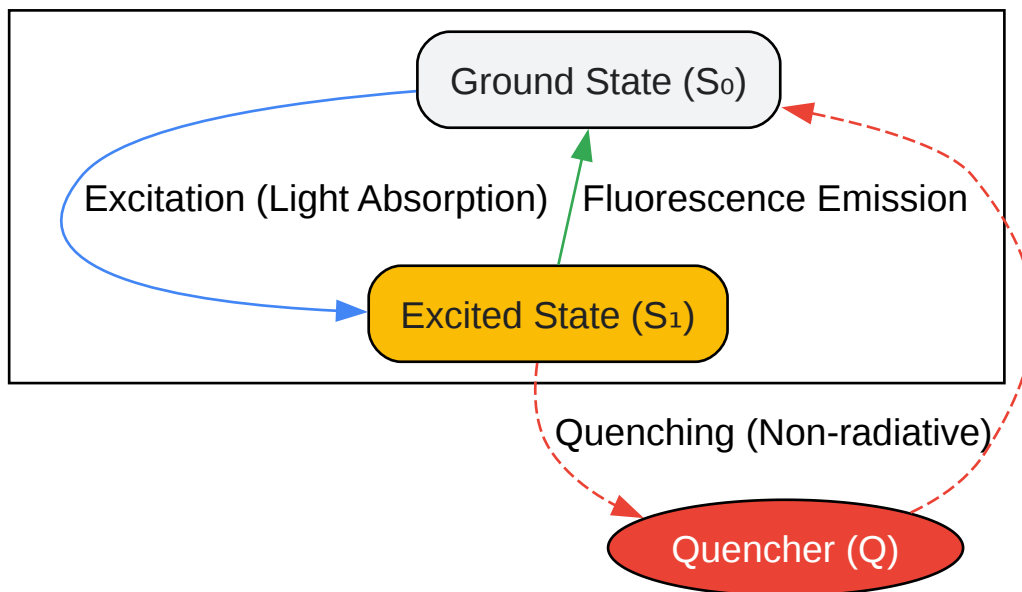 Ground State (S₀)
Excitation (Light Absorption)
Fluorescence Emission
Excited State (S₁)
Quenching (Non-radiative)
Quencher (Q)